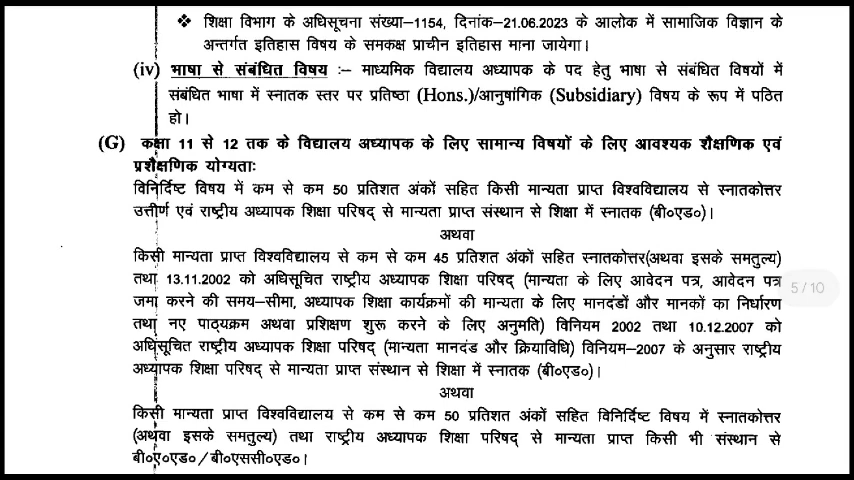 ❖ शिक्षा विभाग के अधिसूचना संख्या–1154, दिनांक–21.06.2023 के आलोक में सामाजिक विज्ञान के
अन्तर्गत इतिहास विषय के समकक्ष प्राचीन इतिहास माना जायेगा।
(iv) भाषा से संबंधित विषय :– माध्यमिक विद्यालय अध्यापक के पद हेतु भाषा से संबंधित विषयों में
संबंधित भाषा में स्नातक स्तर पर प्रतिष्ठा (Hons.)/आनुषांगिक (Subsidiary) विषय के रूप में पठित
हो।
(G) कक्षा 11 से 12 तक के विद्यालय अध्यापक के लिए सामान्य विषयों के लिए आवश्यक शैक्षणिक एवं
प्रशैक्षणिक योग्यताः
विनिर्दिष्ट विषय में कम से कम 50 प्रतिशत अंकों सहित किसी मान्यता प्राप्त विश्वविद्यालय से स्नातकोत्तर
उत्तीर्ण एवं राष्ट्रीय अध्यापक शिक्षा परिषद् से मान्यता प्राप्त संस्थान से शिक्षा में स्नातक (बी०एड०)।
अथवा
किसी मान्यता प्राप्त विश्वविद्यालय से कम से कम 45 प्रतिशत अंकों सहित स्नातकोत्तर(अथवा इसके समतुल्य)
तथा 13.11.2002 को अधिसूचित राष्ट्रीय अध्यापक शिक्षा परिषद् (मान्यता के लिए आवेदन पत्र, आवेदन पत्र
जमा करने की समय–सीमा, अध्यापक शिक्षा कार्यक्रमों की मान्यता के लिए मानदंडों और मानकों का निर्धारण
तथा नए पाठ्यक्रम अथवा प्रशिक्षण शुरू करने के लिए अनुमति) विनियम 2002 तथा 10.12.2007 को
अधिसूचित राष्ट्रीय अध्यापक शिक्षा परिषद् (मान्यता मानदंड और क्रियाविधि) विनियम–2007 के अनुसार राष्ट्रीय
अध्यापक शिक्षा परिषद् से मान्यता प्राप्त संस्थान से शिक्षा में स्नातक (बी०एड०)।
अथवा
किसी मान्यता प्राप्त विश्वविद्यालय से कम से कम 50 प्रतिशत अंकों सहित विनिर्दिष्ट विषय में स्नातकोत्तर
(अथवा इसके समतुल्य) तथा राष्ट्रीय अध्यापक शिक्षा परिषद् से मान्यता प्राप्त किसी भी संस्थान से
बी०ए०एड०/बी०एससी०एड०।
5/10